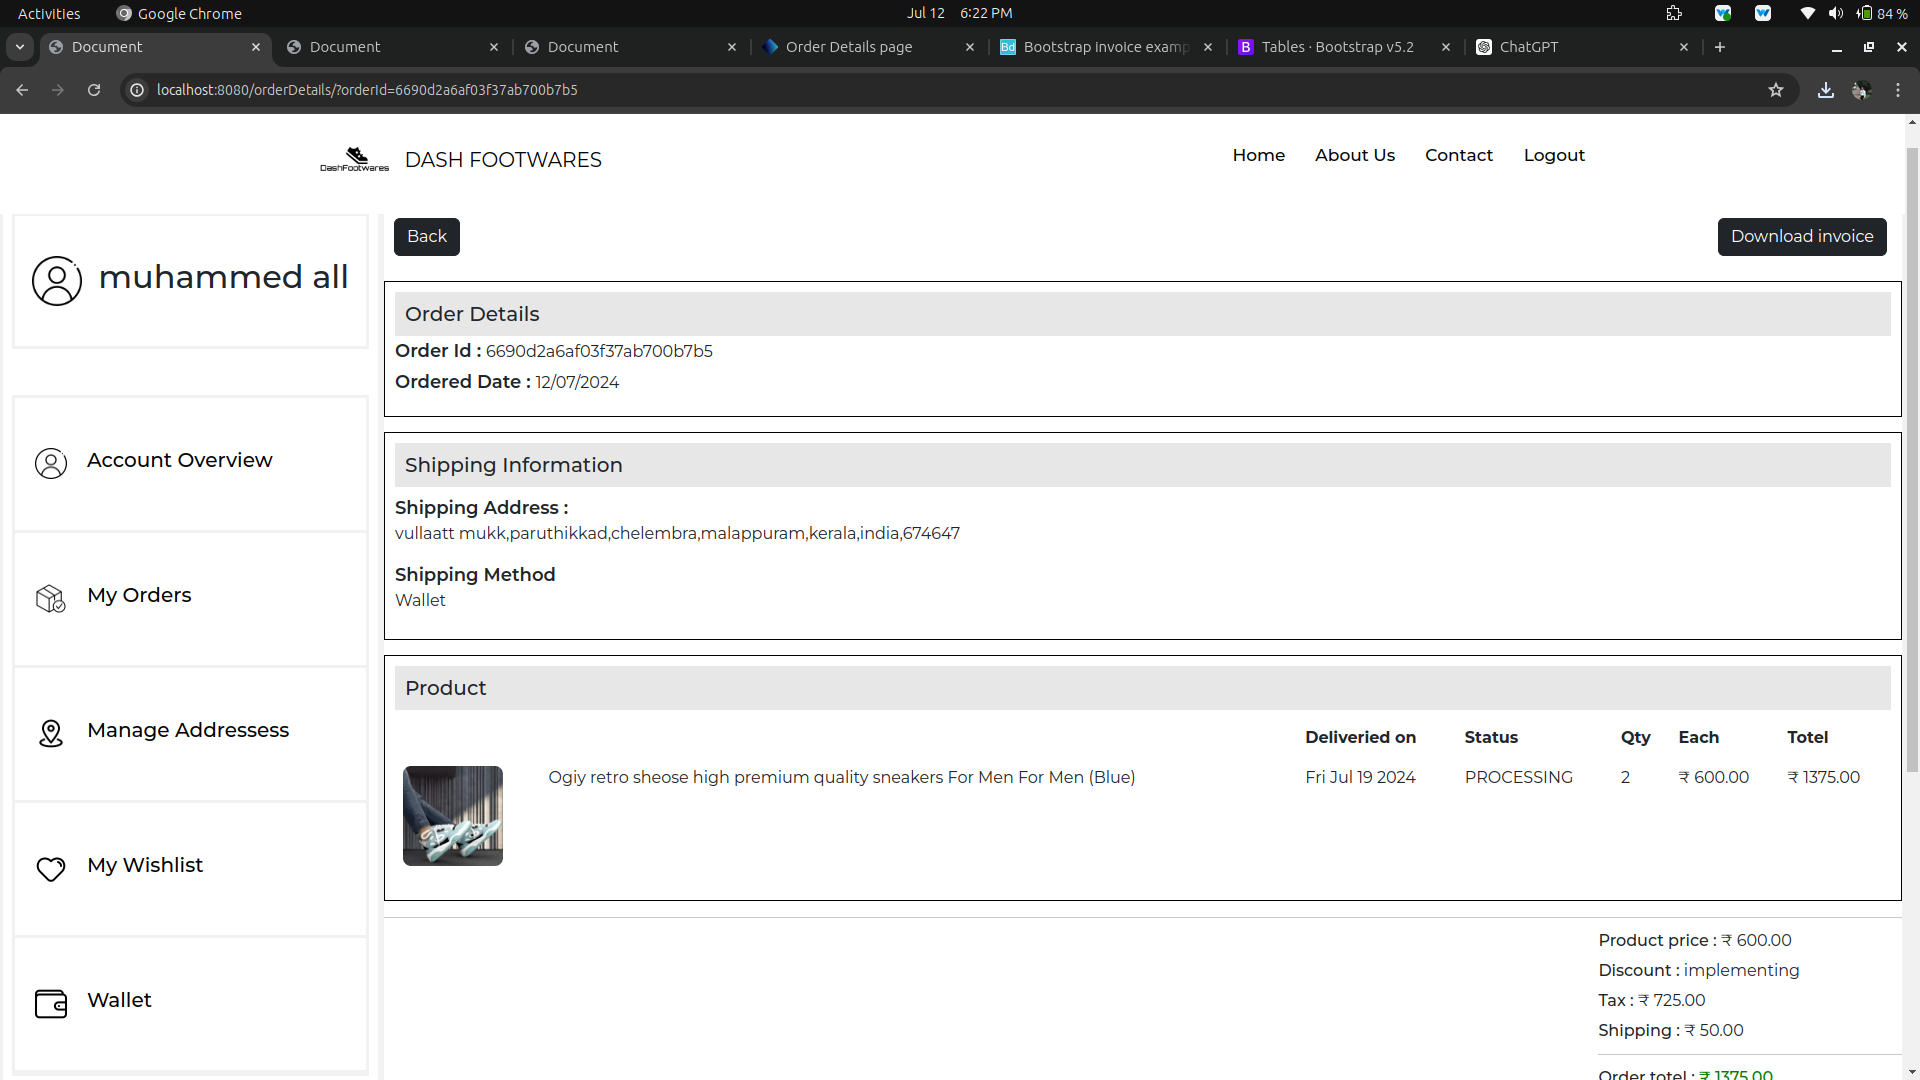 Activities
Google Chrome
Jul 12 6:22 PM
84 %
Document
Document
Document
Order Details page
Bootstrap Invoice examp
Tables · Bootstrap v5.2
ChatGPT
localhost:8080/orderDetails/?orderId=6690d2a6af03f37ab700b7b5
DashFootwares
DASH FOOTWARES
Home
About Us
Contact
Logout
muhammed all
Account Overview
My Orders
Manage Addressess
My Wishlist
Wallet
Back
Download invoice
Order Details
Order Id : 6690d2a6af03f37ab700b7b5
Ordered Date : 12/07/2024
Shipping Information
Shipping Address :
vullaatt mukk,paruthikkad,chelembra,malappuram,kerala,india,674647
Shipping Method
Wallet
Product
Deliveried on Status Qty Each Totel
Ogiy retro sheose high premium quality sneakers For Men For Men (Blue) Fri Jul 19 2024 PROCESSING 2 ₹ 600.00 ₹ 1375.00
Product price : ₹ 600.00
Discount : implementing
Tax : ₹ 725.00
Shipping : ₹ 50.00
Order totel : ₹ 1375.00